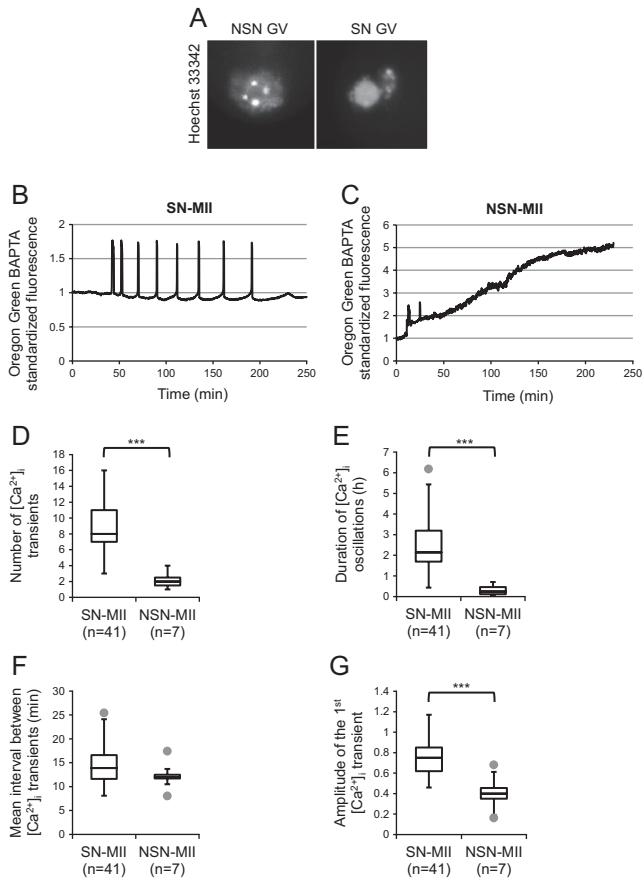 A
NSN GV
SN GV
Hoechst 33342
B
SN-MII
Oregon Green BAPTA
standardized fluorescence
2
1.5
1
0.5
0
0
50
100
150
200
250
Time (min)
C
NSN-MII
Oregon Green BAPTA
standardized fluorescence
6
5
4
3
2
1
0
0
50
100
150
200
250
Time (min)
D
***
Number of [Ca²⁺]ᵢ
transients
18
16
14
12
10
8
6
4
2
0
SN-MII
(n=41)
NSN-MII
(n=7)
E
***
Duration of [Ca²⁺]ᵢ
oscillations (h)
7
6
5
4
3
2
1
0
SN-MII
(n=41)
NSN-MII
(n=7)
F
Mean interval between
[Ca²⁺]ᵢ transients (min)
30
25
20
15
10
5
0
SN-MII
(n=41)
NSN-MII
(n=7)
G
***
Amplitude of the 1st
[Ca²⁺]ᵢ transient
1.4
1.2
1
0.8
0.6
0.4
0.2
0
SN-MII
(n=41)
NSN-MII
(n=7)